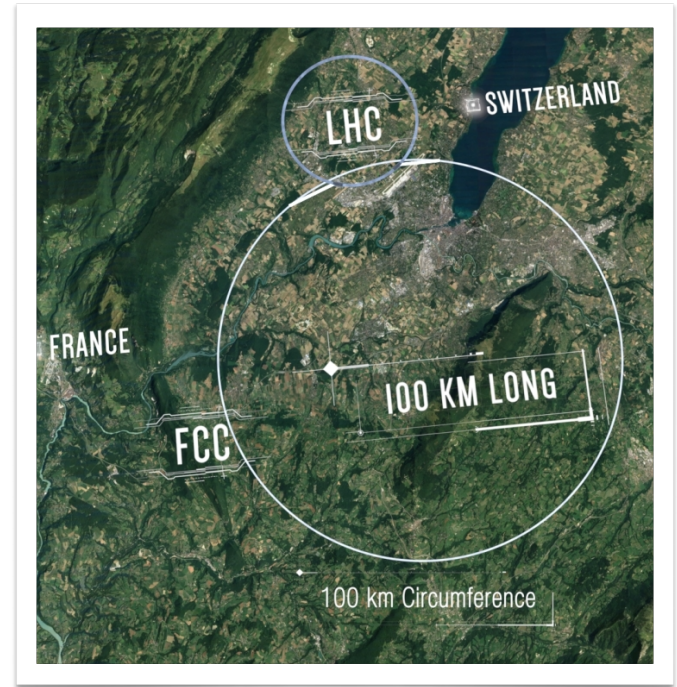 LHC
SWITZERLAND
FRANCE
100 KM LONG
FCC
100 km Circumference